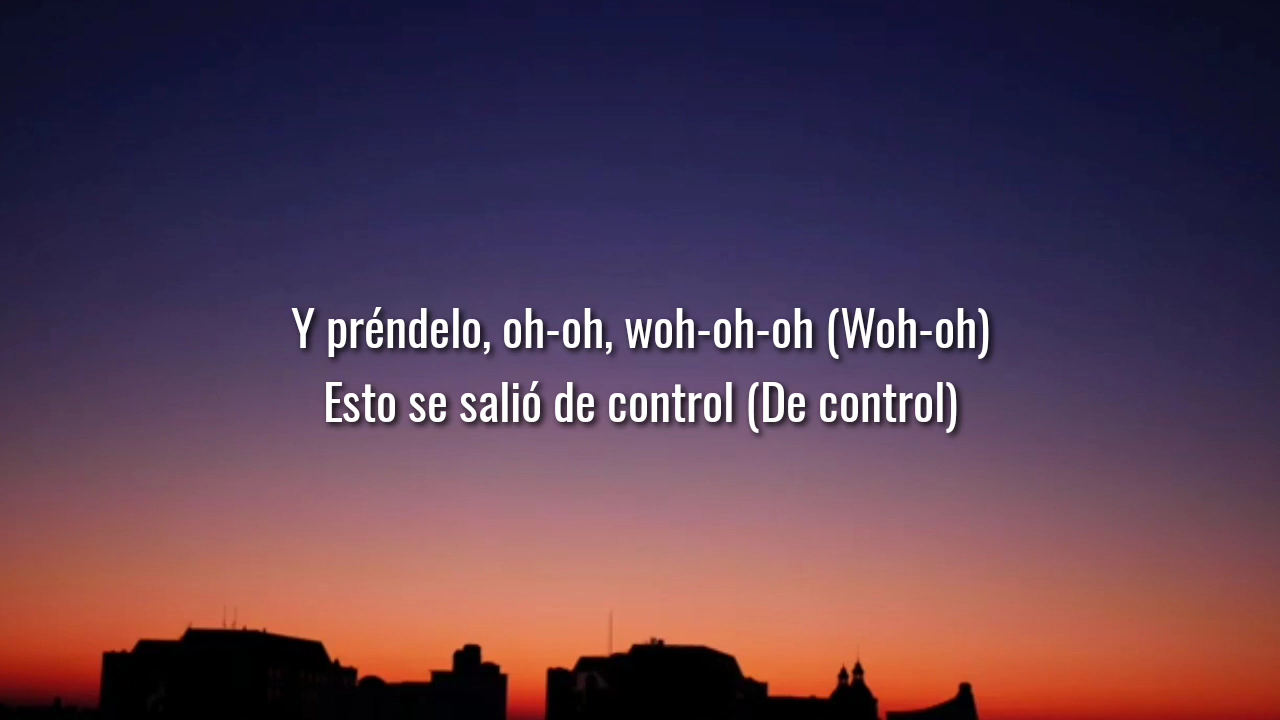 Y préndelo, oh-oh, woh-oh-oh (Woh-oh)
Esto se salió de control (De control)